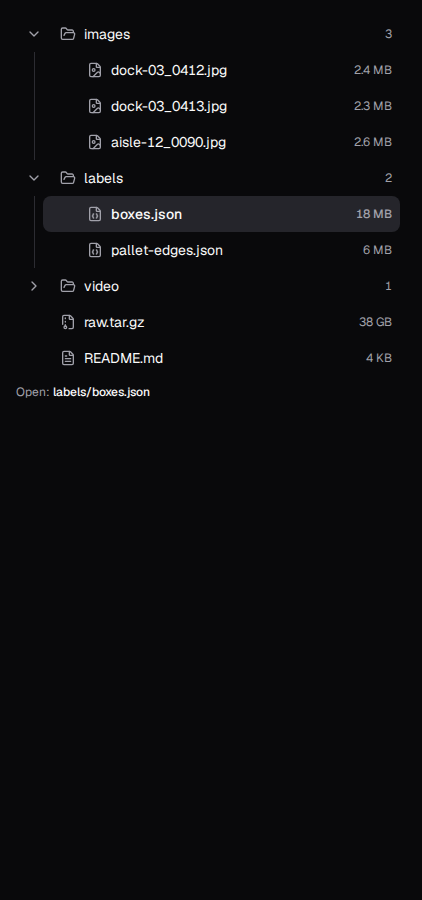 images 3
dock-03_0412.jpg 2.4 MB
dock-03_0413.jpg 2.3 MB
aisle-12_0090.jpg 2.6 MB
labels 2
boxes.json 18 MB
pallet-edges.json 6 MB
video 1
raw.tar.gz 38 GB
README.md 4 KB
Open: labels/boxes.json